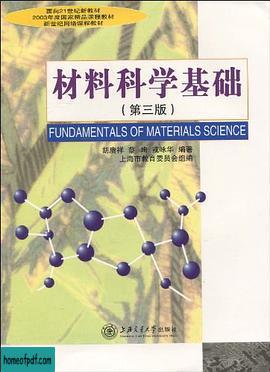 面向21世纪新教材
2003年度国家精品课程教材
新世纪网络课程教材
材料科学基础
(第三版)
FUNDAMENTALS OF MATERIALS SCIENCE
胡赓祥 蔡珣 戎咏华 编著
上海市教育委员会组编
上海交通大学出版社
homeofpdf.com